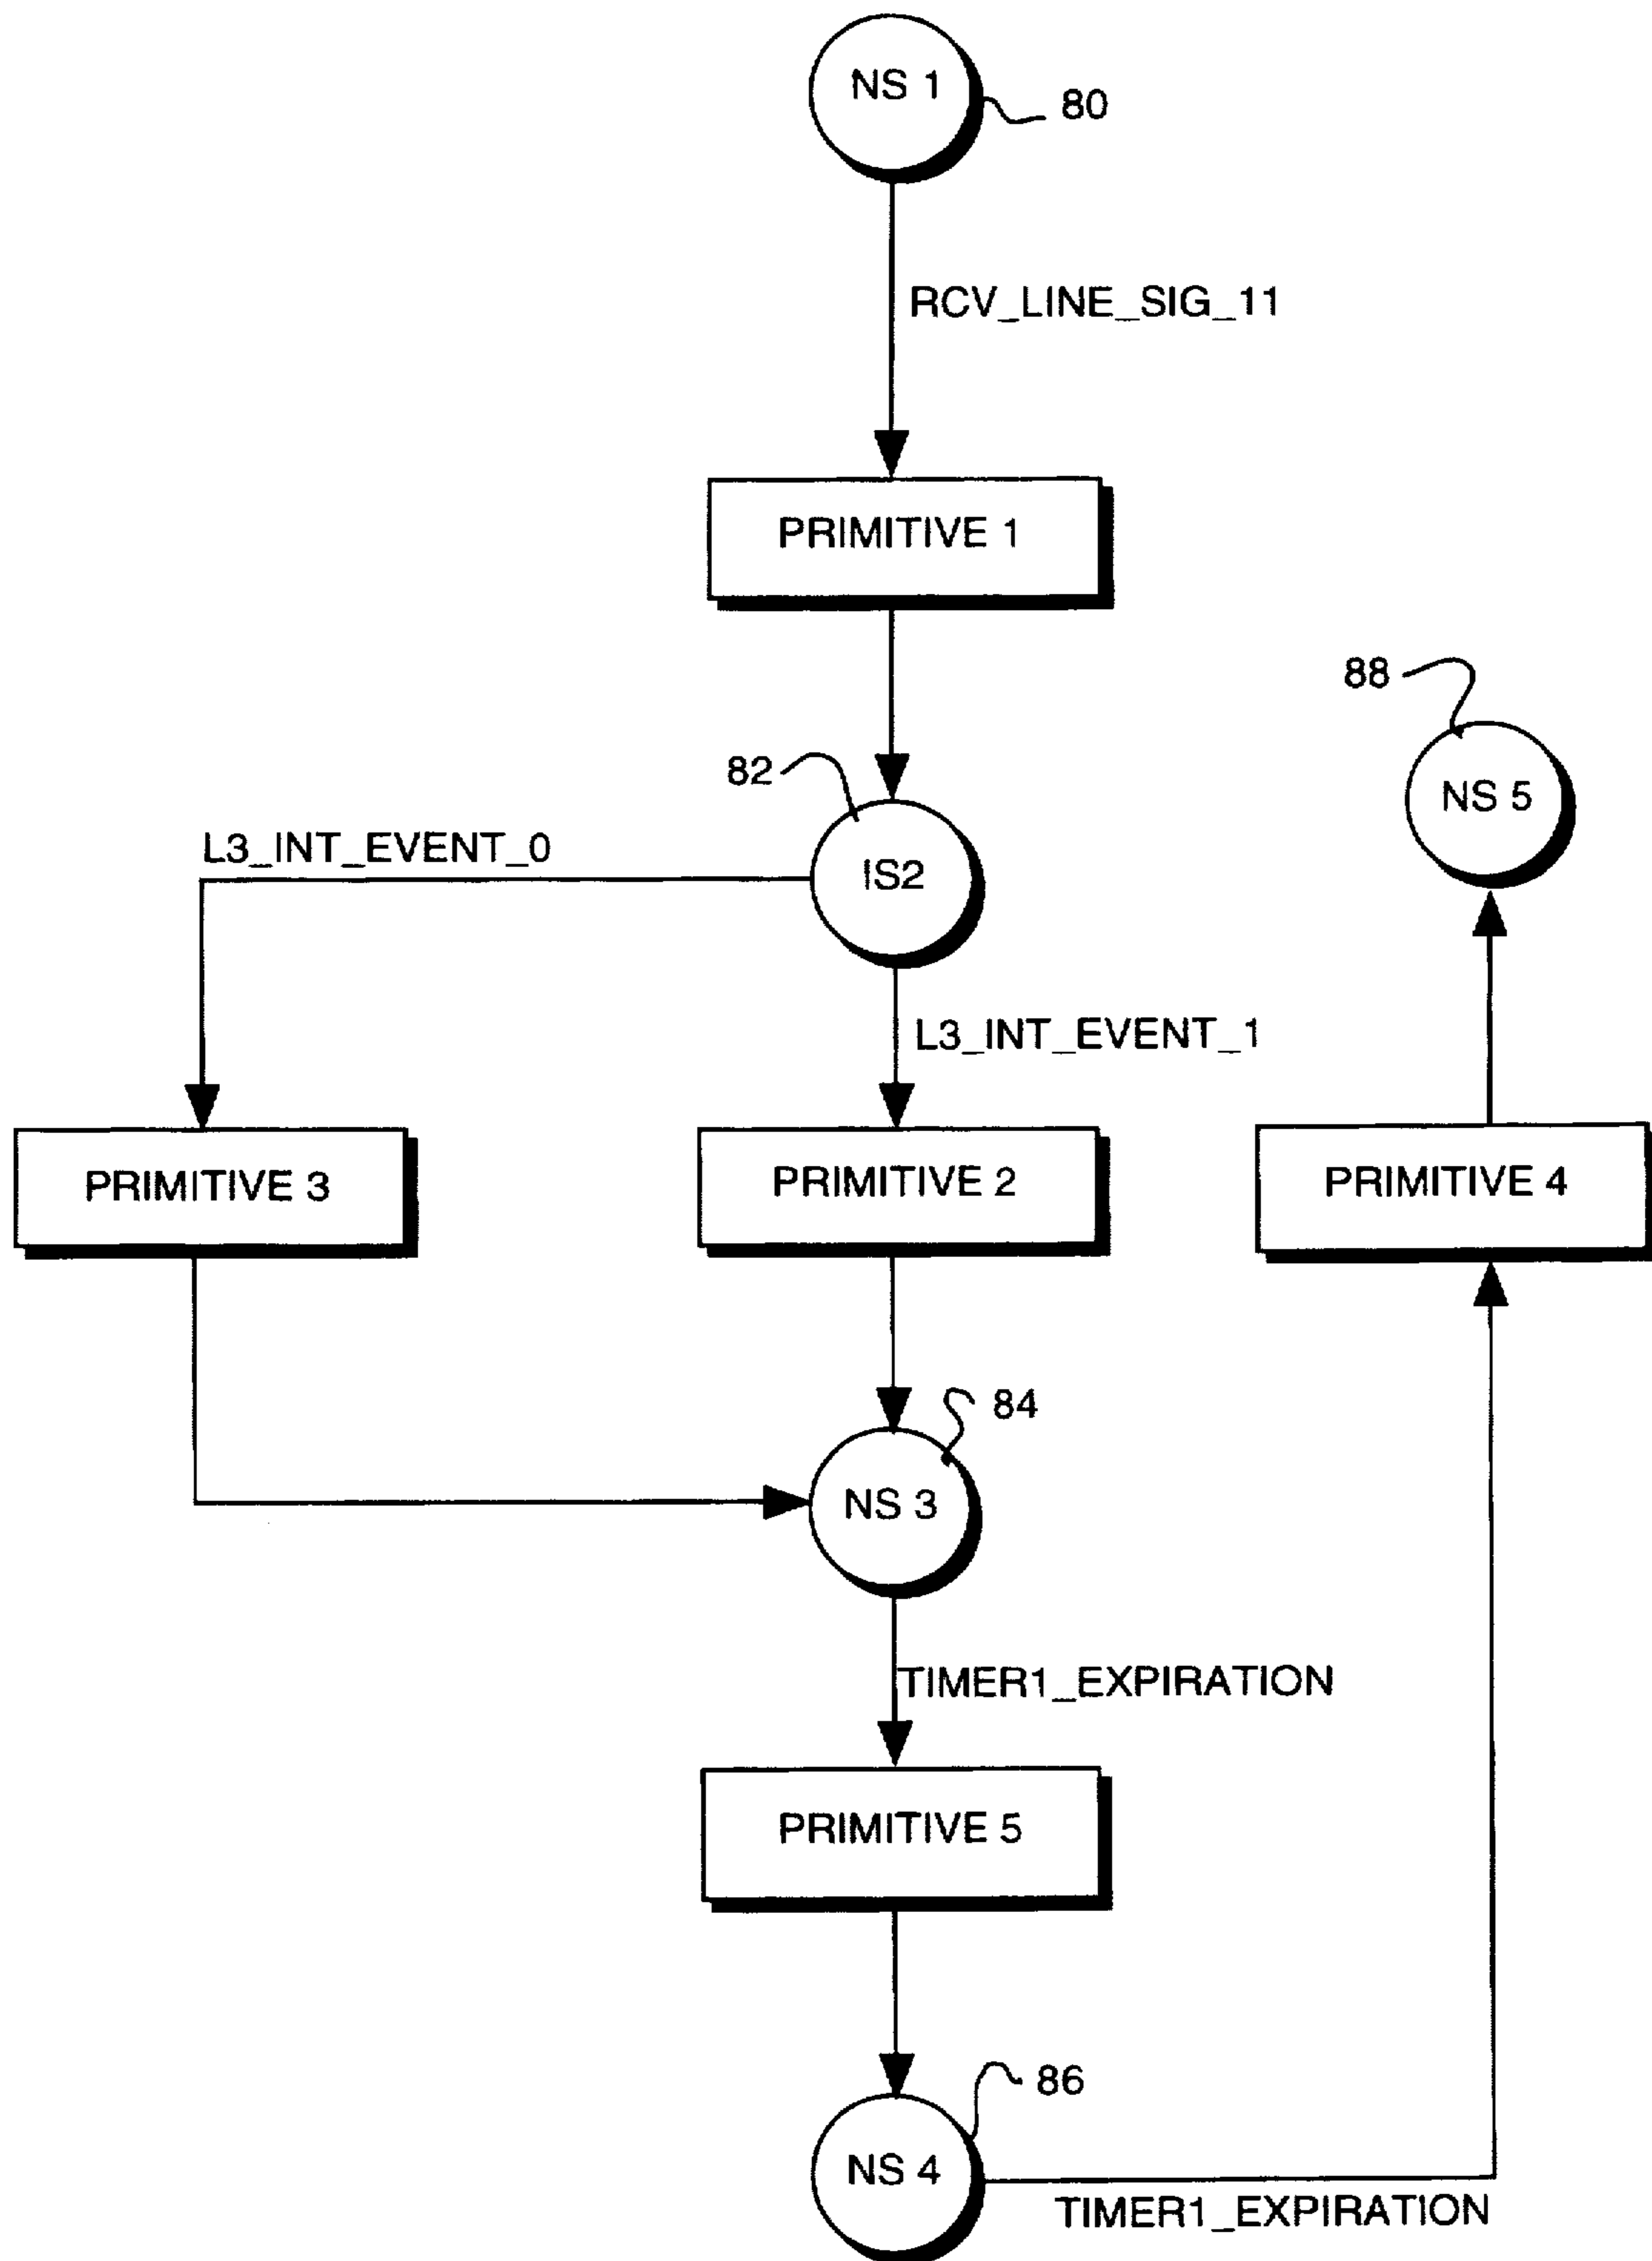 NS 1
80
RCV_LINE_SIG_11
PRIMITIVE 1
88
82
NS 5
L3_INT_EVENT_0
IS2
L3_INT_EVENT_1
PRIMITIVE 3
PRIMITIVE 2
PRIMITIVE 4
84
NS 3
TIMER1_EXPIRATION
PRIMITIVE 5
86
NS 4
TIMER1_EXPIRATION